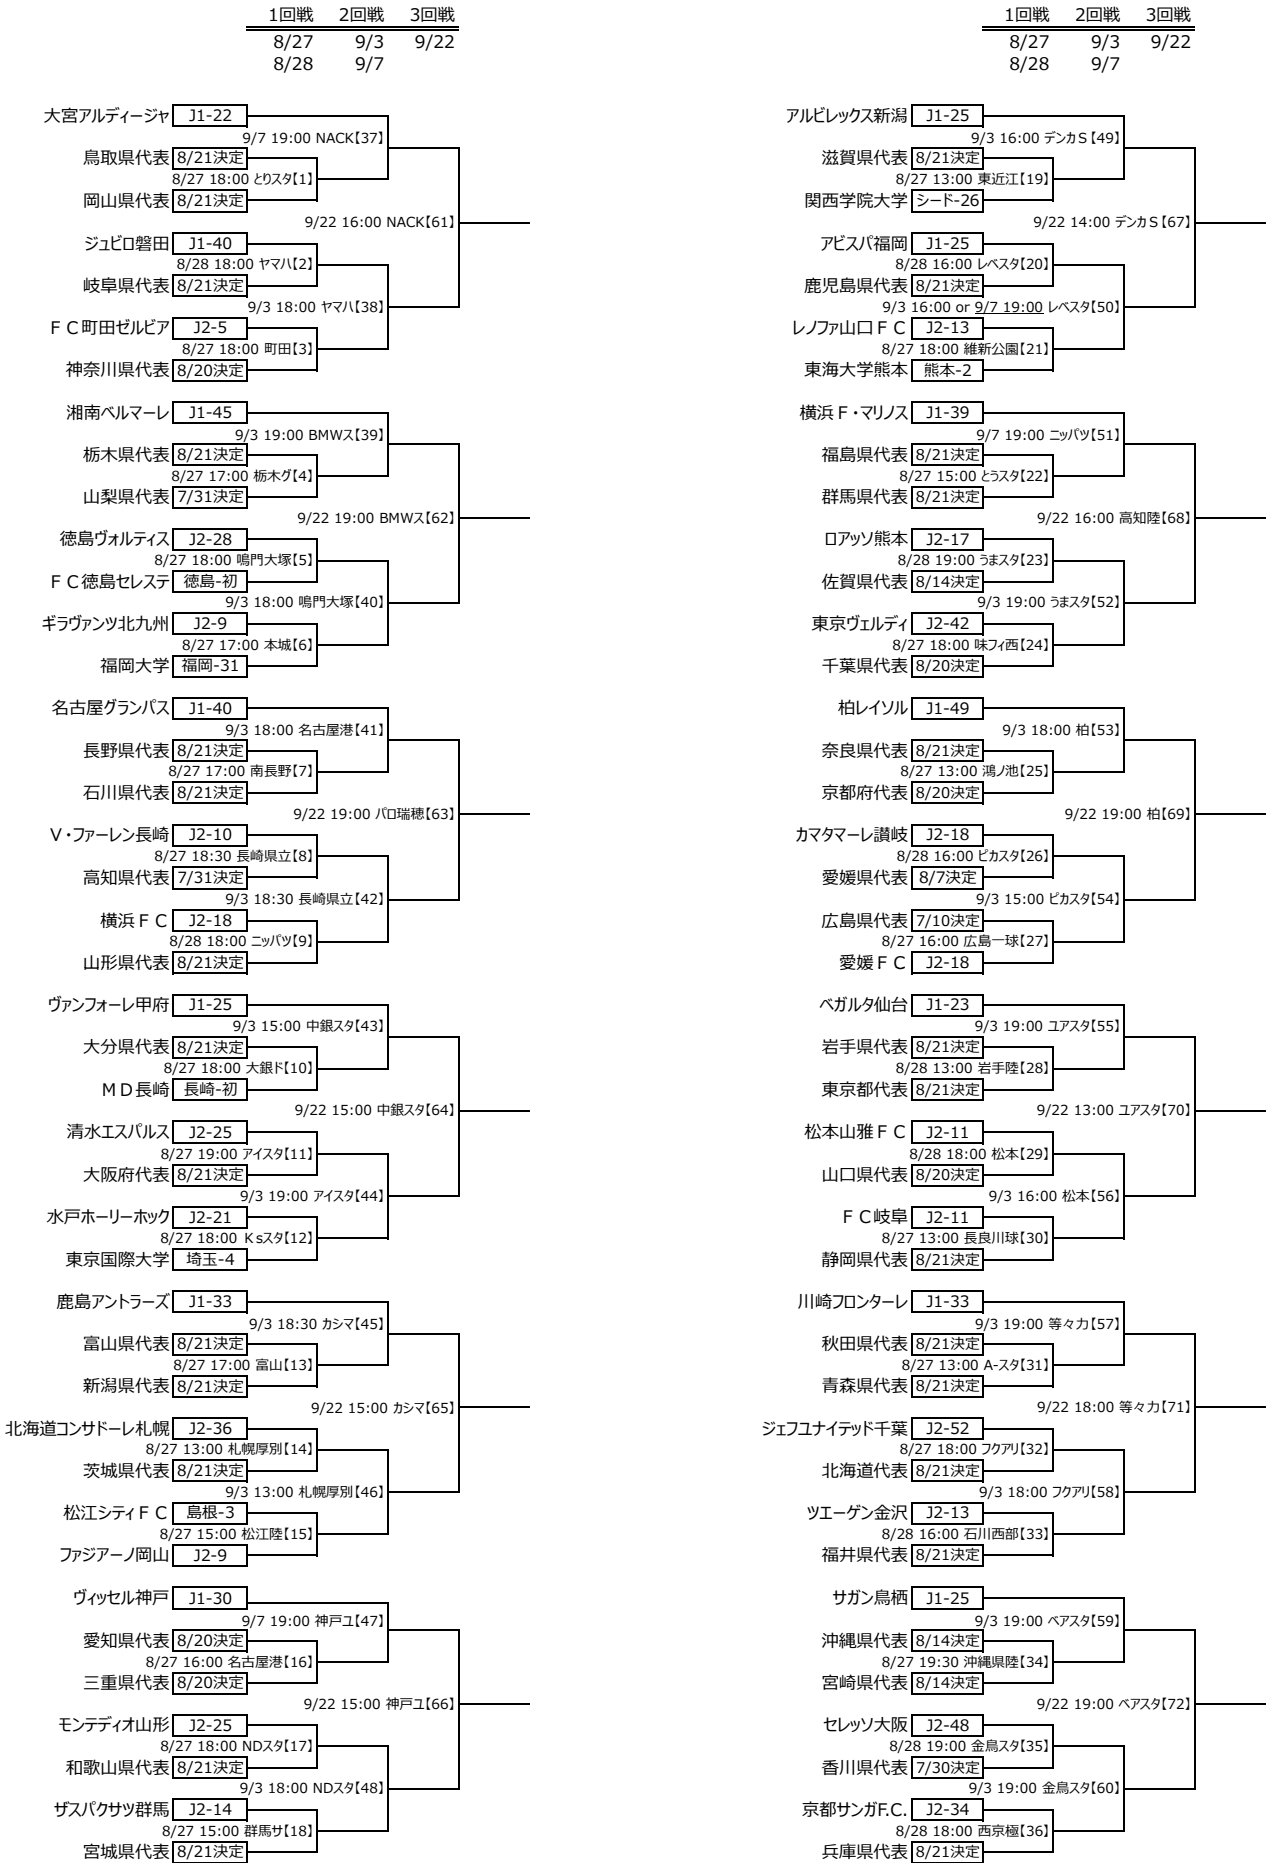 1回戦 2回戦 3回戦
8/27 9/3 9/22
8/28 9/7
大宮アルディージャ J1-22
9/7 19:00 NACK【37】
鳥取県代表 8/21決定
8/27 18:00 とりスタ【1】
岡山県代表 8/21決定
9/22 16:00 NACK【61】
ジュビロ磐田 J1-40
8/28 18:00 ヤマハ【2】
岐阜県代表 8/21決定
9/3 18:00 ヤマハ【38】
ＦＣ町田ゼルビア J2-5
8/27 18:00 町田【3】
神奈川県代表 8/20決定
湘南ベルマーレ J1-45
9/3 19:00 BMWス【39】
栃木県代表 8/21決定
8/27 17:00 栃木グ【4】
山梨県代表 7/31決定
9/22 19:00 BMWス【62】
徳島ヴォルティス J2-28
8/27 18:00 鳴門大塚【5】
ＦＣ徳島セレステ 徳島-初
9/3 18:00 鳴門大塚【40】
ギラヴァンツ北九州 J2-9
8/27 17:00 本城【6】
福岡大学 福岡-31
名古屋グランパス J1-40
9/3 18:00 名古屋港【41】
長野県代表 8/21決定
8/27 17:00 南長野【7】
石川県代表 8/21決定
9/22 19:00 パロ瑞穂【63】
Ｖ・ファーレン長崎 J2-10
8/27 18:30 長崎県立【8】
高知県代表 7/31決定
9/3 18:30 長崎県立【42】
横浜ＦＣ J2-18
8/28 18:00 ニッパツ【9】
山形県代表 8/21決定
ヴァンフォーレ甲府 J1-25
9/3 15:00 中銀スタ【43】
大分県代表 8/21決定
8/27 18:00 大銀ド【10】
ＭＤ長崎 長崎-初
9/22 15:00 中銀スタ【64】
清水エスパルス J2-25
8/27 19:00 アイスタ【11】
大阪府代表 8/21決定
9/3 19:00 アイスタ【44】
水戸ホーリーホック J2-21
8/27 18:00 Ｋsスタ【12】
東京国際大学 埼玉-4
鹿島アントラーズ J1-33
9/3 18:30 カシマ【45】
富山県代表 8/21決定
8/27 17:00 富山【13】
新潟県代表 8/21決定
9/22 15:00 カシマ【65】
北海道コンサドーレ札幌 J2-36
8/27 13:00 札幌厚別【14】
茨城県代表 8/21決定
9/3 13:00 札幌厚別【46】
松江シティＦＣ 島根-3
8/27 15:00 松江陸【15】
ファジアーノ岡山 J2-9
ヴィッセル神戸 J1-30
9/7 19:00 神戸ユ【47】
愛知県代表 8/20決定
8/27 16:00 名古屋港【16】
三重県代表 8/20決定
9/22 15:00 神戸ユ【66】
モンテディオ山形 J2-25
8/27 18:00 NDスタ【17】
和歌山県代表 8/21決定
9/3 18:00 NDスタ【48】
ザスパクサツ群馬 J2-14
8/27 15:00 群馬サ【18】
宮城県代表 8/21決定
1回戦 2回戦 3回戦
8/27 9/3 9/22
8/28 9/7
アルビレックス新潟 J1-25
9/3 16:00 デンカＳ【49】
滋賀県代表 8/21決定
8/27 13:00 東近江【19】
関西学院大学 シード-26
9/22 14:00 デンカＳ【67】
アビスパ福岡 J1-25
8/28 16:00 レベスタ【20】
鹿児島県代表 8/21決定
9/3 16:00 or 9/7 19:00 レベスタ【50】
レノファ山口ＦＣ J2-13
8/27 18:00 維新公園【21】
東海大学熊本 熊本-2
横浜Ｆ・マリノス J1-39
9/7 19:00 ニッパツ【51】
福島県代表 8/21決定
8/27 15:00 とうスタ【22】
群馬県代表 8/21決定
9/22 16:00 高知陸【68】
ロアッソ熊本 J2-17
8/28 19:00 うまスタ【23】
佐賀県代表 8/14決定
9/3 19:00 うまスタ【52】
東京ヴェルディ J2-42
8/27 18:00 味フィ西【24】
千葉県代表 8/20決定
柏レイソル J1-49
9/3 18:00 柏【53】
奈良県代表 8/21決定
8/27 13:00 鴻ノ池【25】
京都府代表 8/20決定
9/22 19:00 柏【69】
カマタマーレ讃岐 J2-18
8/28 16:00 ピカスタ【26】
愛媛県代表 8/7決定
9/3 15:00 ピカスタ【54】
広島県代表 7/10決定
8/27 16:00 広島一球【27】
愛媛ＦＣ J2-18
ベガルタ仙台 J1-23
9/3 19:00 ユアスタ【55】
岩手県代表 8/21決定
8/28 13:00 岩手陸【28】
東京都代表 8/21決定
9/22 13:00 ユアスタ【70】
松本山雅ＦＣ J2-11
8/28 18:00 松本【29】
山口県代表 8/20決定
9/3 16:00 松本【56】
ＦＣ岐阜 J2-11
8/27 13:00 長良川球【30】
静岡県代表 8/21決定
川崎フロンターレ J1-33
9/3 19:00 等々力【57】
秋田県代表 8/21決定
8/27 13:00 A-スタ【31】
青森県代表 8/21決定
9/22 18:00 等々力【71】
ジェフユナイテッド千葉 J2-52
8/27 18:00 フクアリ【32】
北海道代表 8/21決定
9/3 18:00 フクアリ【58】
ツエーゲン金沢 J2-13
8/28 16:00 石川西部【33】
福井県代表 8/21決定
サガン鳥栖 J1-25
9/3 19:00 ベアスタ【59】
沖縄県代表 8/14決定
8/27 19:30 沖縄県陸【34】
宮崎県代表 8/14決定
9/22 19:00 ベアスタ【72】
セレッソ大阪 J2-48
8/28 19:00 金鳥スタ【35】
香川県代表 7/30決定
9/3 19:00 金鳥スタ【60】
京都サンガF.C. J2-34
8/28 18:00 西京極【36】
兵庫県代表 8/21決定